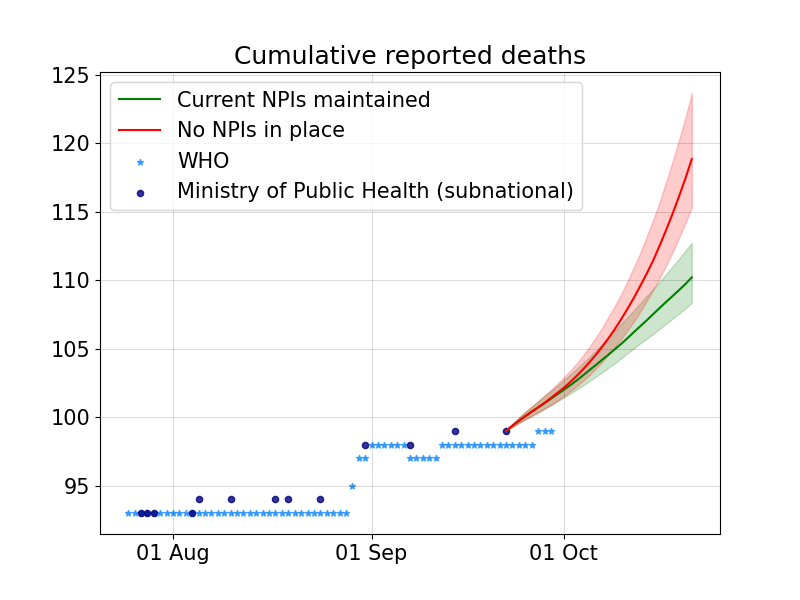 Cumulative reported deaths
125
120
115
110
105
100
95
Current NPIs maintained
No NPIs in place
WHO
Ministry of Public Health (subnational)
01 Aug
01 Sep
01 Oct